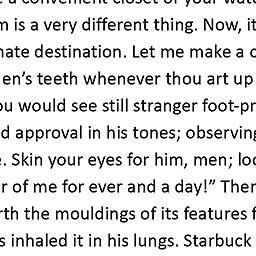 a convenient closet of your wat
m is a very different thing. Now, it
nate destination. Let me make a c
en's teeth whenever thou art up
ou would see still stranger foot-pr
d approval in his tones; observing
. Skin your eyes for him, men; loo
r of me for ever and a day!" Ther
rth the mouldings of its features f
s inhaled it in his lungs. Starbuck